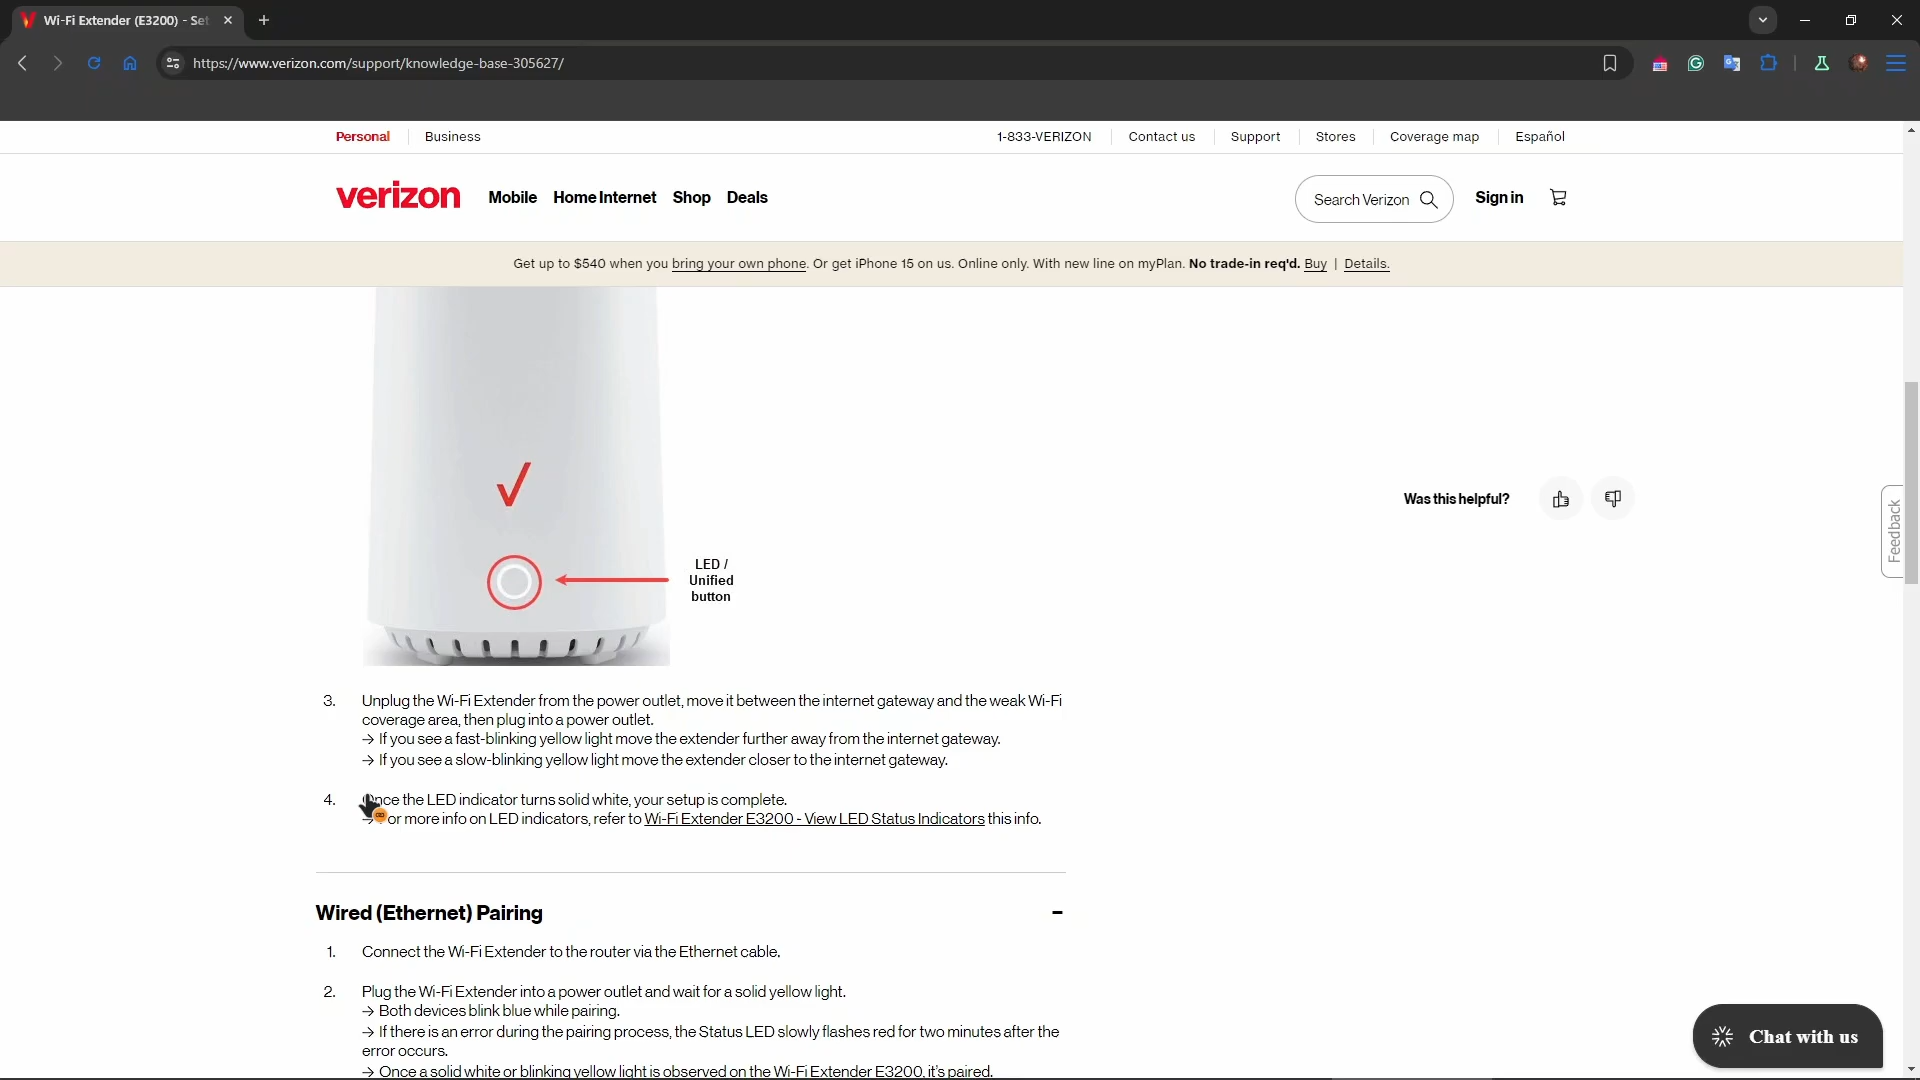 Wi-Fi Extender (E3200) - Set
https://www.verizon.com/support/knowledge-base-305627/
Personal
Business
1-833-VERIZON
Contact us
Support
Stores
Coverage map
Español
verizon
Mobile
Home Internet
Shop
Deals
Search Verizon
Sign in
Get up to $540 when you bring your own phone. Or get iPhone 15 on us. Online only. With new line on myPlan. No trade-in req'd. Buy | Details.
Was this helpful?
Feedback
LED /
Unified
button
3. Unplug the Wi-Fi Extender from the power outlet, move it between the internet gateway and the weak Wi-Fi
coverage area, then plug into a power outlet.
→ If you see a fast-blinking yellow light move the extender further away from the internet gateway.
→ If you see a slow-blinking yellow light move the extender closer to the internet gateway.
4. Once the LED indicator turns solid white, your setup is complete.
→ For more info on LED indicators, refer to Wi-Fi Extender E3200 - View LED Status Indicators this info.
Wired (Ethernet) Pairing
1. Connect the Wi-Fi Extender to the router via the Ethernet cable.
2. Plug the Wi-Fi Extender into a power outlet and wait for a solid yellow light.
→ Both devices blink blue while pairing.
→ If there is an error during the pairing process, the Status LED slowly flashes red for two minutes after the
error occurs.
→ Once a solid white or blinking yellow light is observed on the Wi-Fi Extender E3200, it's paired.
Chat with us